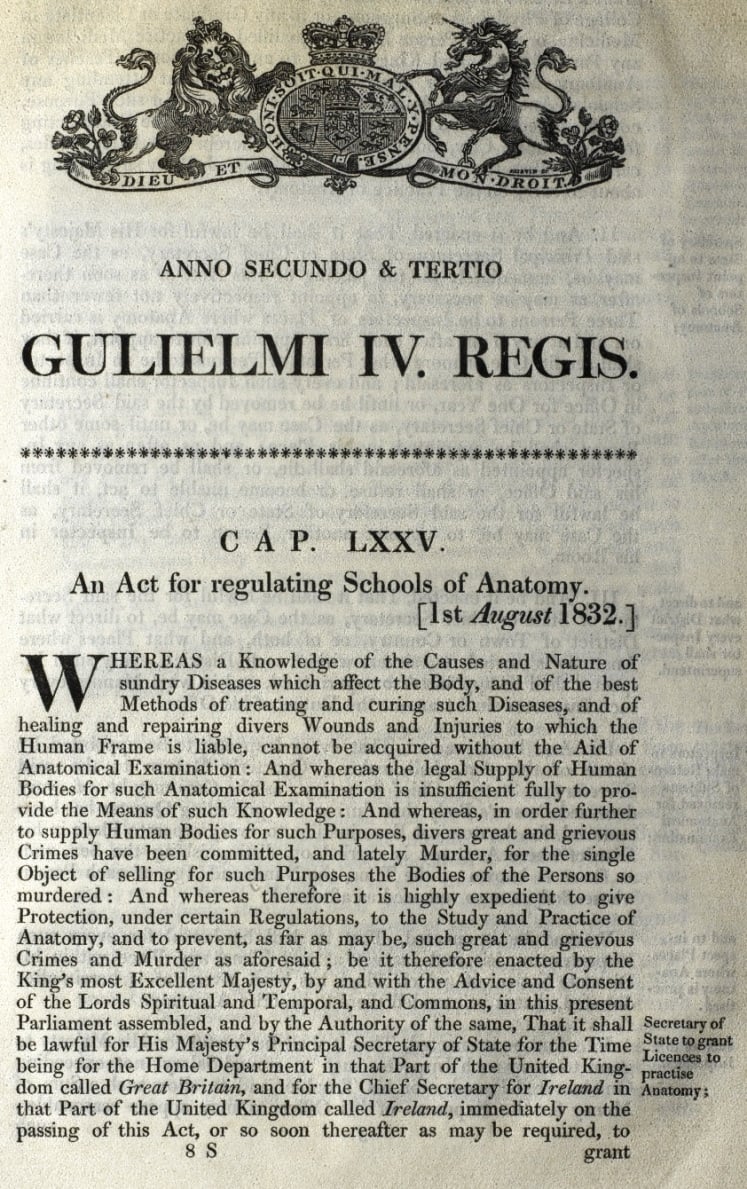 HONI·SOIT·QUI·MAL·Y·PENSE
DIEU ET MON·DROIT.
ANNO SECUNDO & TERTIO
GULIELMI IV. REGIS.
************************************************
CAP. LXXV.
An Act for regulating Schools of Anatomy.
[1st August 1832.]
WHEREAS a Knowledge of the Causes and Nature of
sundry Diseases which affect the Body, and of the best
Methods of treating and curing such Diseases, and of
healing and repairing divers Wounds and Injuries to which the
Human Frame is liable, cannot be acquired without the Aid of
Anatomical Examination: And whereas the legal Supply of Human
Bodies for such Anatomical Examination is insufficient fully to pro-
vide the Means of such Knowledge: And whereas, in order further
to supply Human Bodies for such Purposes, divers great and grievous
Crimes have been committed, and lately Murder, for the single
Object of selling for such Purposes the Bodies of the Persons so
murdered: And whereas therefore it is highly expedient to give
Protection, under certain Regulations, to the Study and Practice of
Anatomy, and to prevent, as far as may be, such great and grievous
Crimes and Murder as aforesaid; be it therefore enacted by the
King's most Excellent Majesty, by and with the Advice and Consent
of the Lords Spiritual and Temporal, and Commons, in this present
Parliament assembled, and by the Authority of the same, That it shall
be lawful for His Majesty's Principal Secretary of State for the Time
being for the Home Department in that Part of the United King-
dom called Great Britain, and for the Chief Secretary for Ireland in
that Part of the United Kingdom called Ireland, immediately on the
passing of this Act, or so soon thereafter as may be required, to
Secretary of
State to grant
Licences to
practise
Anatomy;
8 S
grant